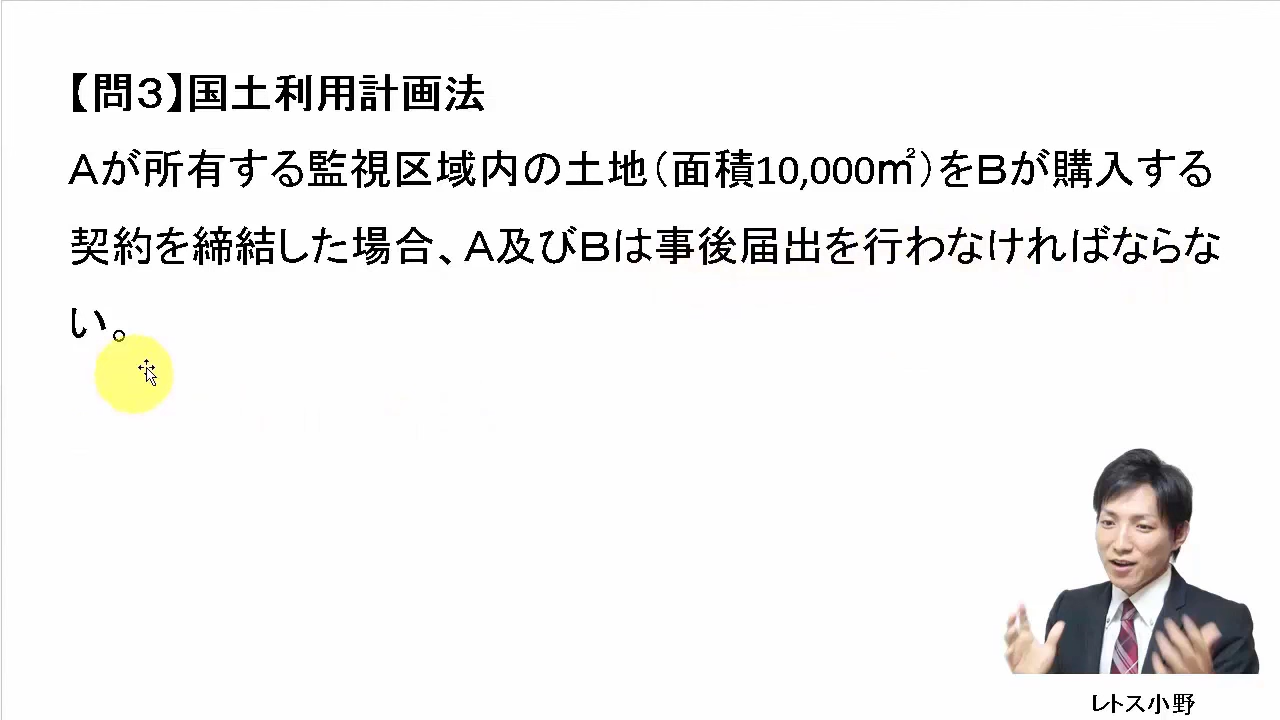 【問３】国土利用計画法
Ａが所有する監視区域内の土地（面積10,000㎡）をＢが購入する
契約を締結した場合、Ａ及びＢは事後届出を行わなければならな
い。
レトス小野